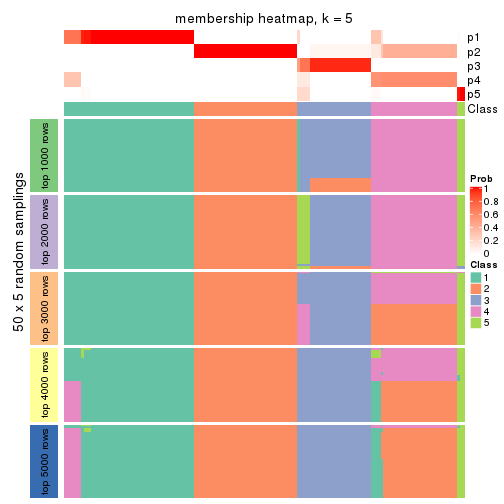 membership heatmap, k = 5
p1
p2
p3
p4
p5
Class
50 x 5 random samplings
top 1000 rows
top 2000 rows
top 3000 rows
top 4000 rows
top 5000 rows
Prob
1
0.8
0.6
0.4
0.2
0
Class
1
2
3
4
5